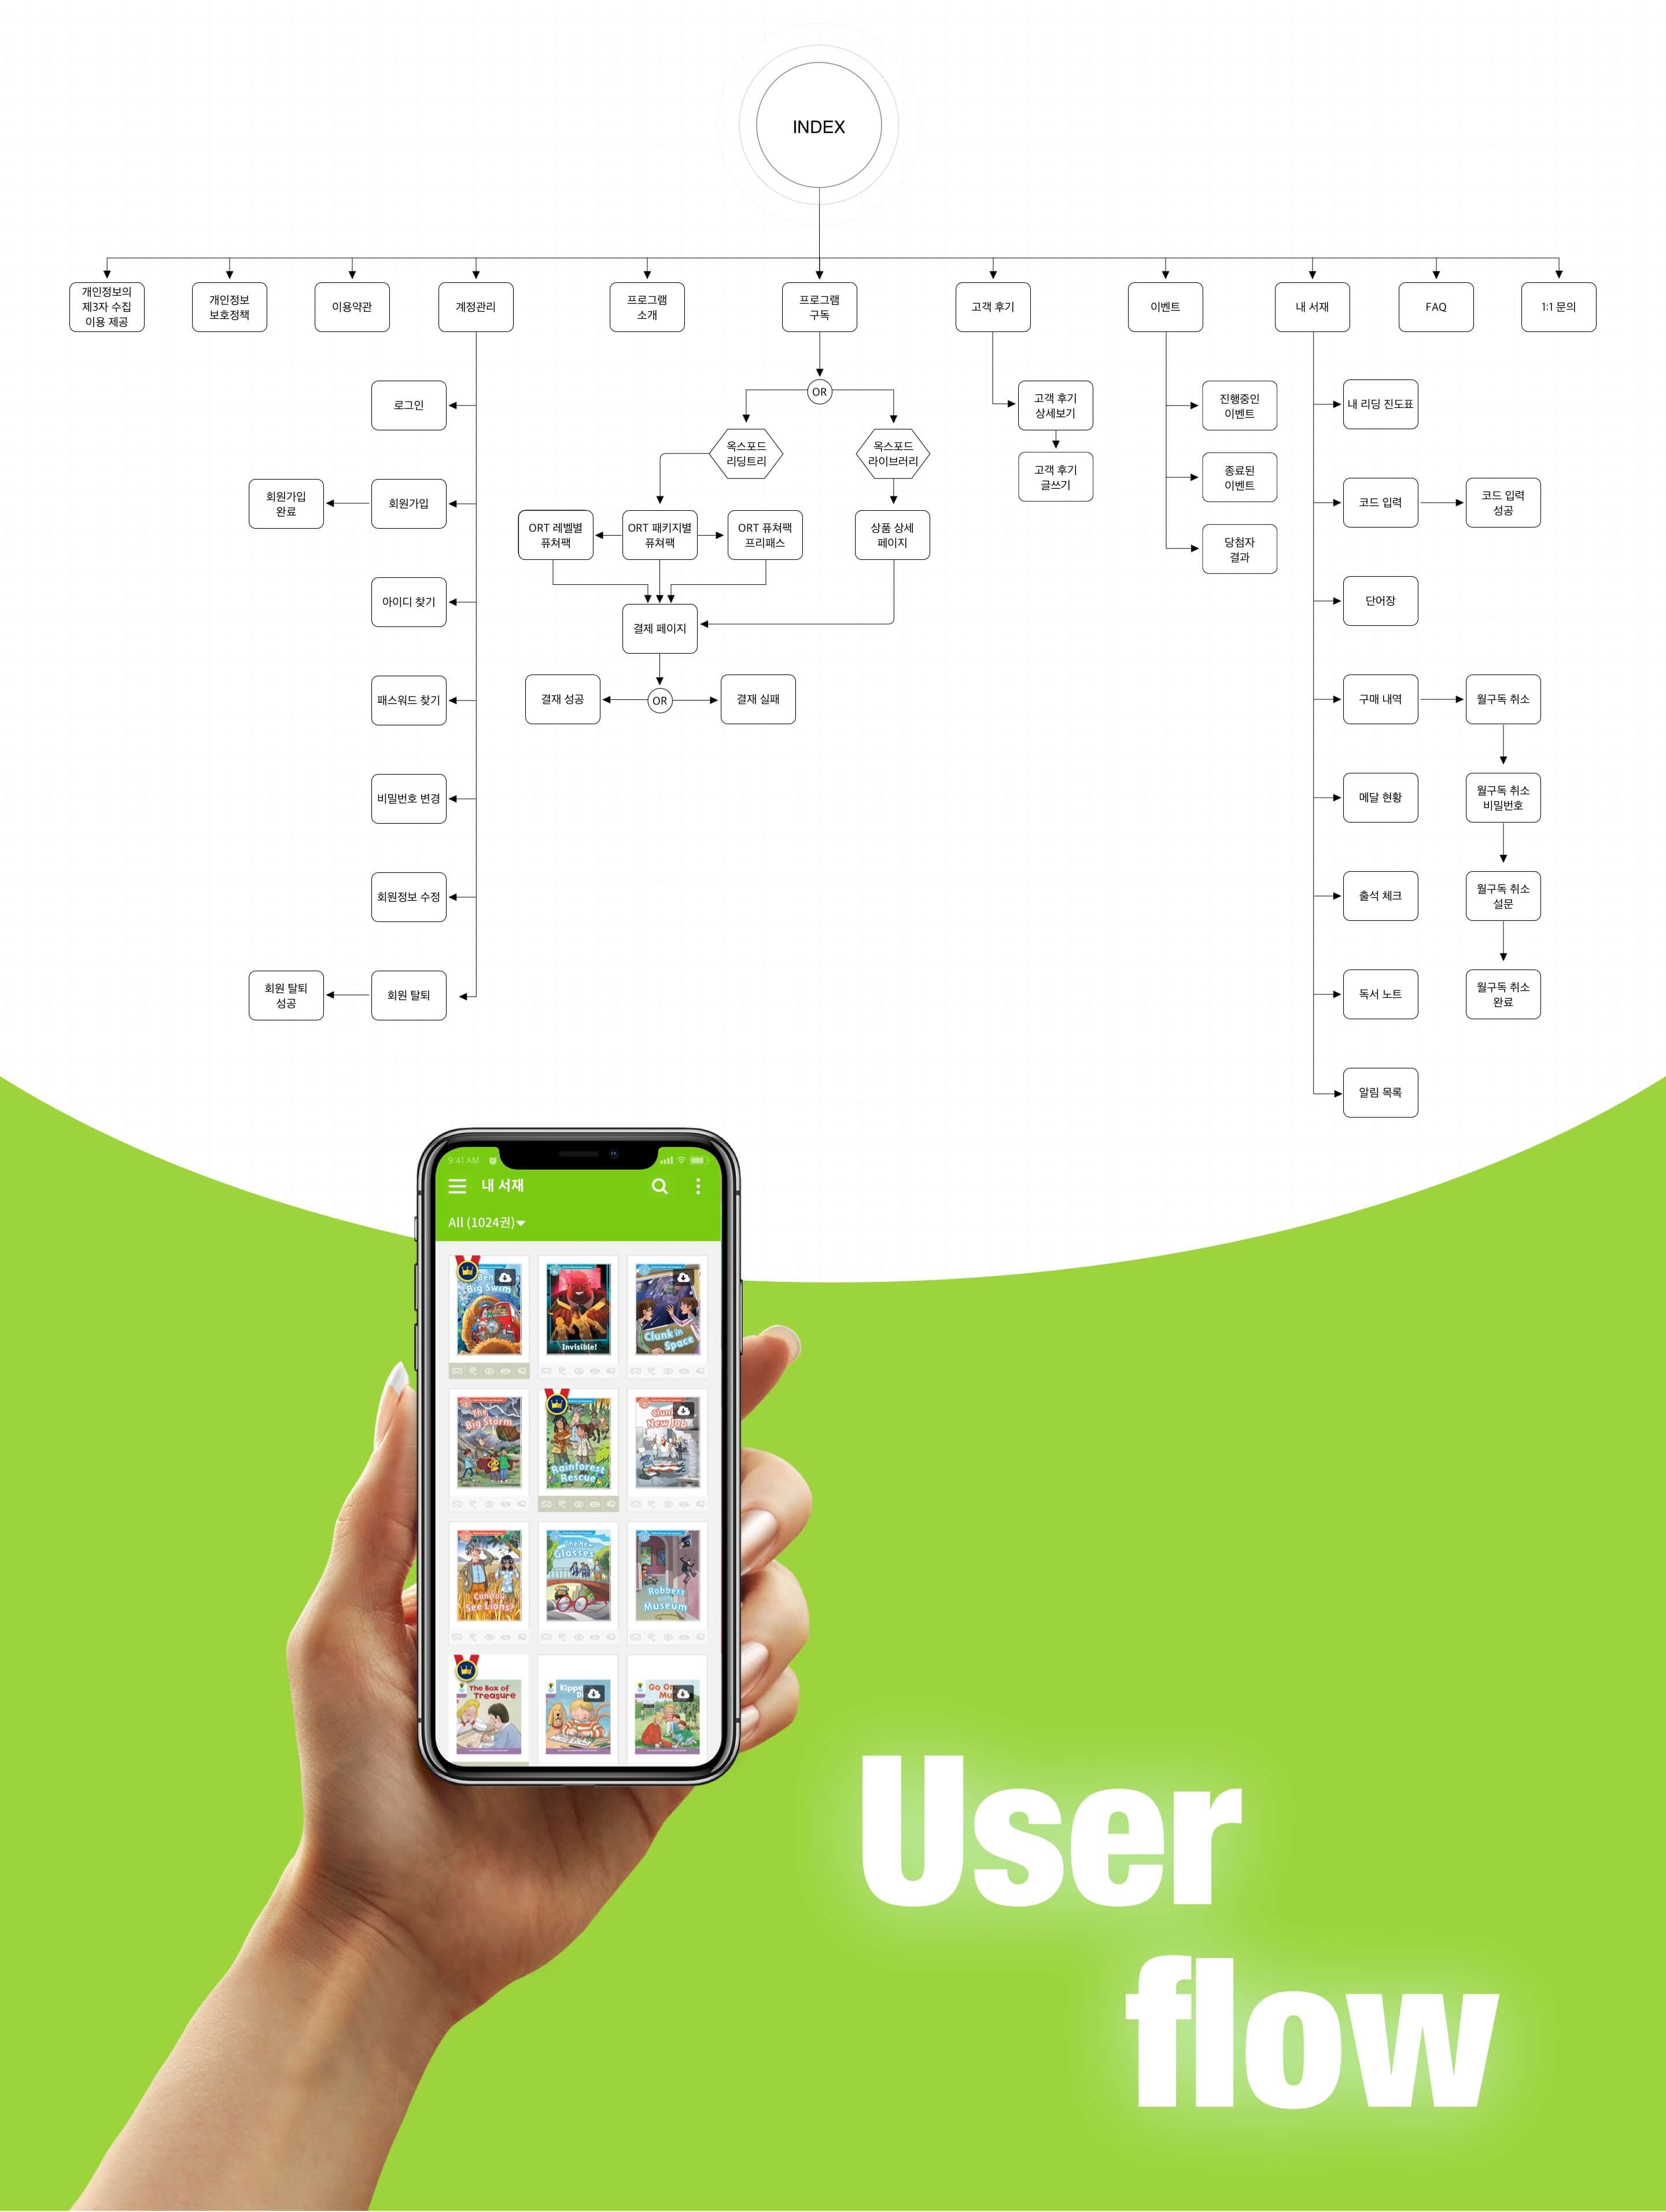 INDEX
개인정보의
제3자 수집
이용 제공
개인정보
보호정책
이용약관
계정관리
프로그램
소개
프로그램
구독
고객 후기
이벤트
내 서재
FAQ
1:1 문의
로그인
회원가입
회원가입
완료
아이디 찾기
패스워드 찾기
비밀번호 변경
회원정보 수정
회원 탈퇴
회원 탈퇴
성공
OR
옥스포드
리딩트리
옥스포드
라이브러리
ORT 레벨별
퓨쳐팩
ORT 패키지별
퓨쳐팩
ORT 퓨쳐팩
프리패스
상품 상세
페이지
결제 페이지
결재 성공
OR
결재 실패
고객 후기
상세보기
고객 후기
글쓰기
진행중인
이벤트
종료된
이벤트
당첨자
결과
내 리딩 진도표
코드 입력
코드 입력
성공
단어장
구매 내역
월구독 취소
월구독 취소
비밀번호
월구독 취소
설문
월구독 취소
완료
메달 현황
출석 체크
독서 노트
알림 목록
9:41 AM
내 서재
All (1024권)
Ben
Big Swim
Invisible!
Clunk in
Space
The
Big Storm
Rainforest
Rescue
New Job
Can You
See Lions?
The New
Glasses
Robbers
Museum
The Box of
Treasure
Kippe
Go O
Mu
User
flow